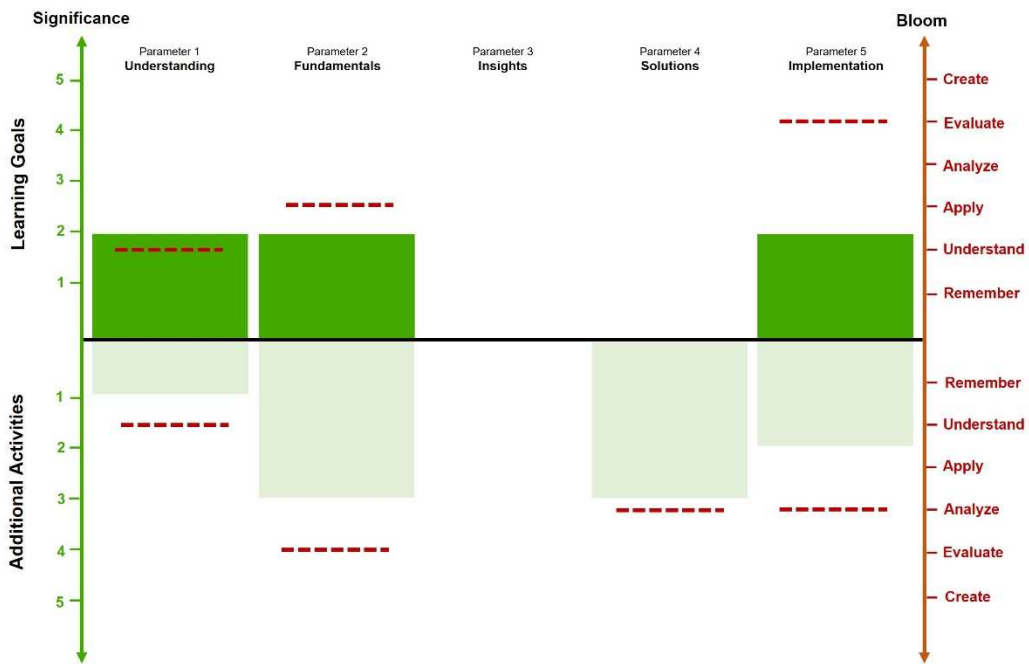 Significance
Bloom
Parameter 1
Understanding
Parameter 2
Fundamentals
Parameter 3
Insights
Parameter 4
Solutions
Parameter 5
Implementation
Learning Goals
5
4
3
2
1
Create
Evaluate
Analyze
Apply
Understand
Remember
Additional Activities
1
2
3
4
5
Remember
Understand
Apply
Analyze
Evaluate
Create